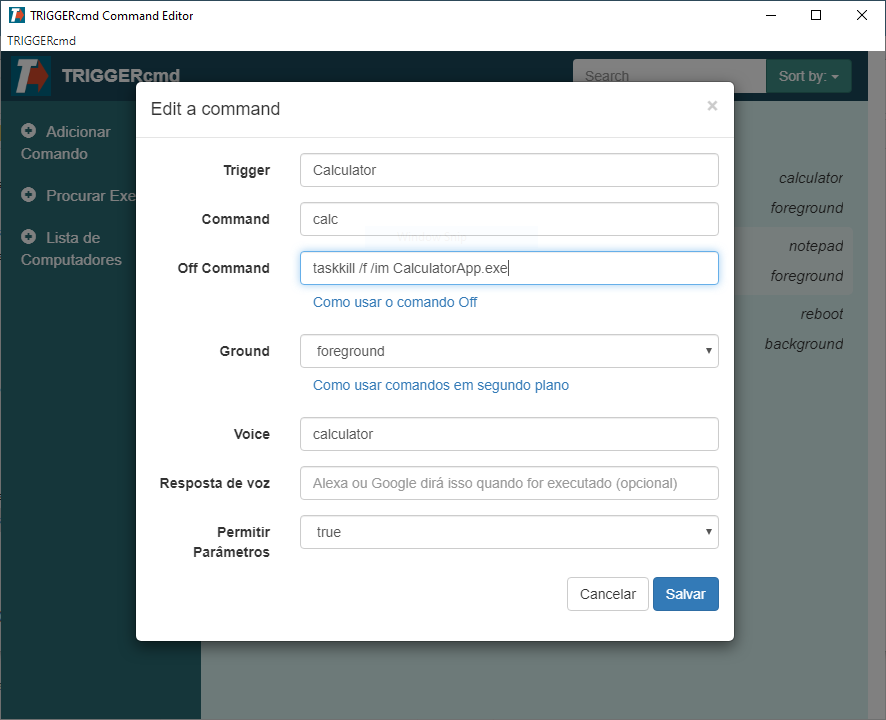 TRIGGERcmd Command Editor
TRIGGERcmd
TRIGGERcmd
Search
Sort by:
Adicionar
Comando
Procurar Exe
Lista de
Computadores
calculator
foreground
notepad
foreground
reboot
background
Edit a command
×
Trigger
Calculator
Command
calc
Off Command
taskkill /f /im CalculatorApp.exe
Como usar o comando Off
Ground
foreground
Como usar comandos em segundo plano
Voice
calculator
Resposta de voz
Alexa ou Google dirá isso quando for executado (opcional)
Permitir
Parâmetros
true
Cancelar
Salvar